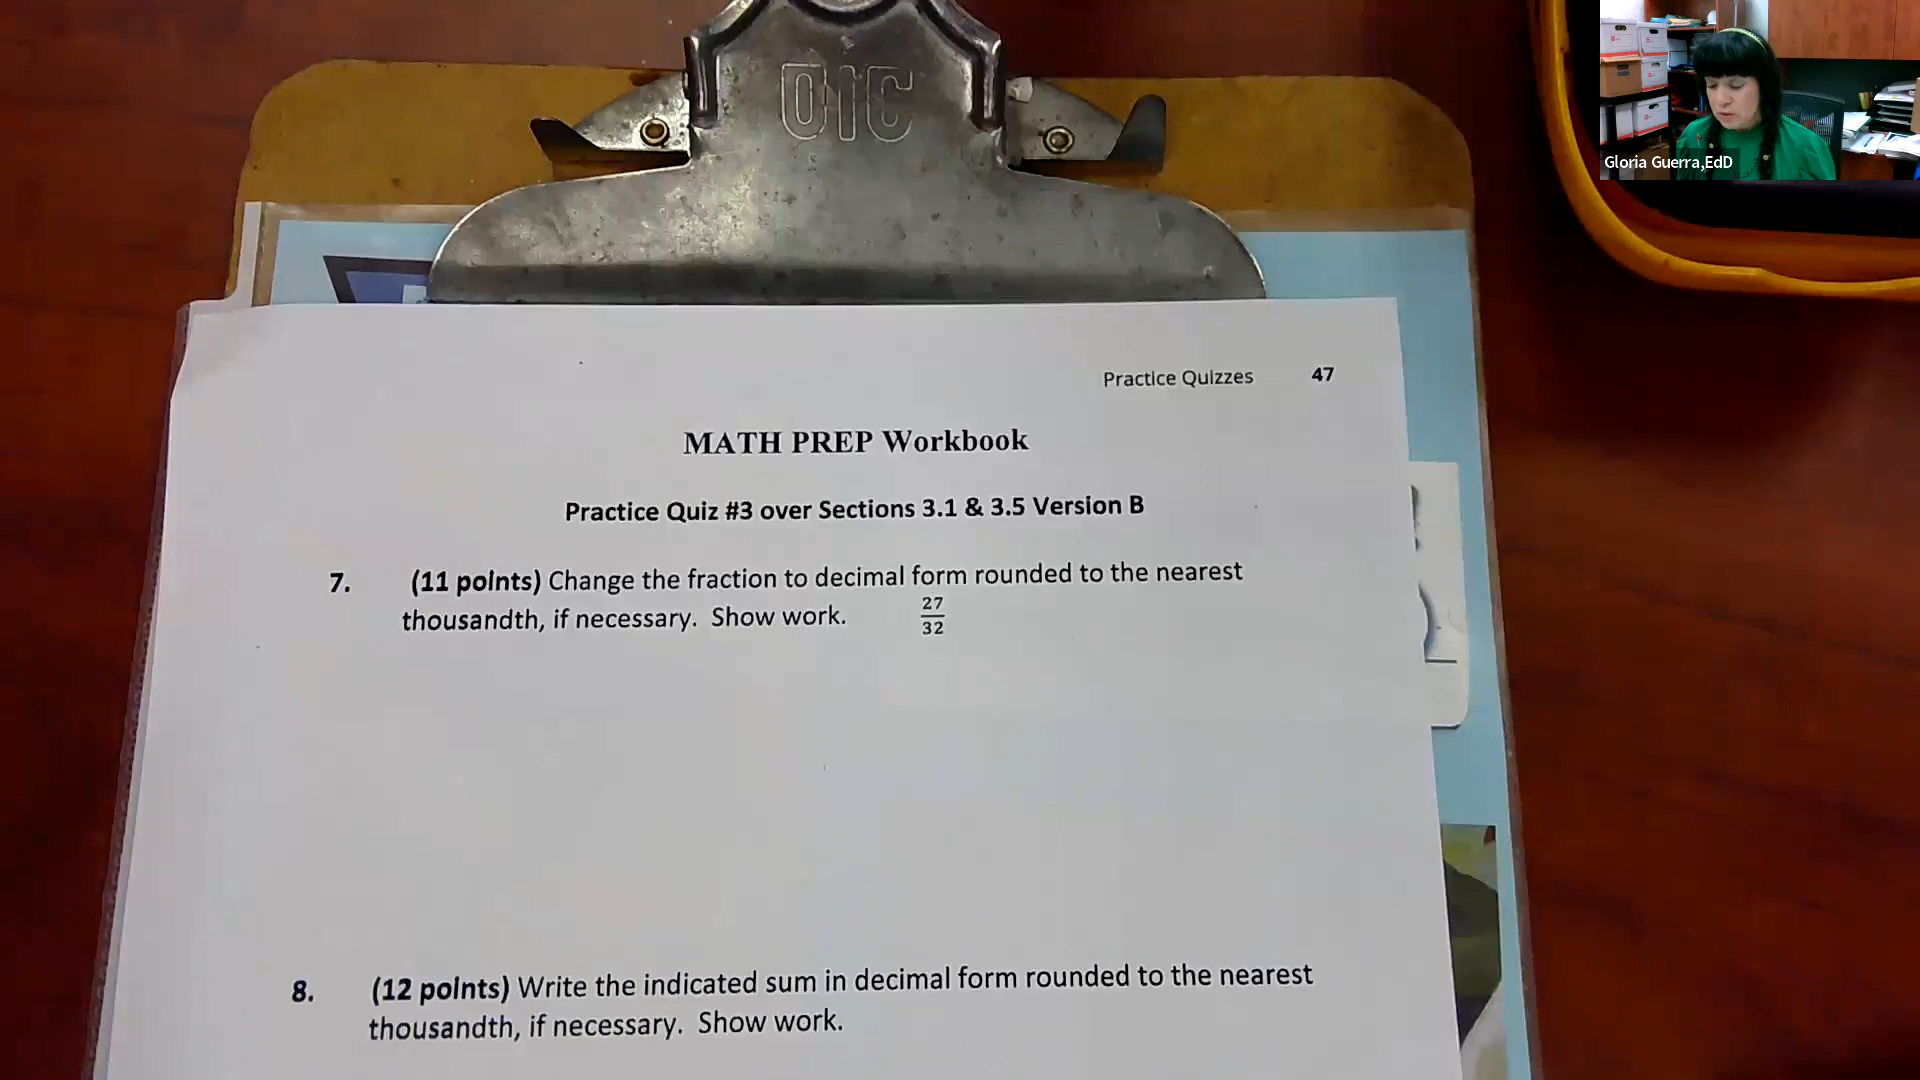 OIC
Gloria Guerra,EdD
Practice Quizzes 47
MATH PREP Workbook
Practice Quiz #3 over Sections 3.1 & 3.5 Version B
7. (11 points) Change the fraction to decimal form rounded to the nearest
thousandth, if necessary. Show work. 27/32
8. (12 points) Write the indicated sum in decimal form rounded to the nearest
thousandth, if necessary. Show work.